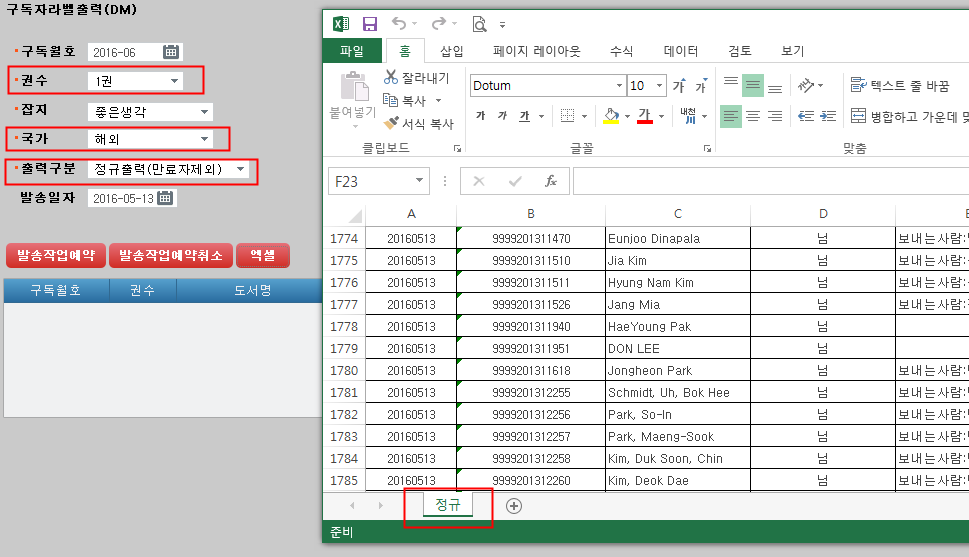 구독자라벨출력(DM)
구독월호 2016-06
권수 1권
잡지 좋은생각
국가 해외
출력구분 정규출력(만료자제외)
발송일자 2016-05-13
발송작업예약 발송작업예약취소 엑셀
구독월호 권수 도서명
파일 홈 삽입 페이지 레이아웃 수식 데이터 검토 보기
붙여넣기
잘라내기
복사
서식 복사
클립보드
Dotum 10 가 가
가 가 가 가 내천
글꼴
텍스트 줄 바꿈
병합하고 가운데
맞춤
F23 fx
A B C D E
1774 20160513 9999201311470 Eunjoo Dinapala 님 보내는사람:
1775 20160513 9999201311510 Jia Kim 님 보내는사람:
1776 20160513 9999201311511 Hyung Nam Kim 님 보내는사람:
1777 20160513 9999201311526 Jang Mia 님 보내는사람:
1778 20160513 9999201311940 HaeYoung Pak 님
1779 20160513 9999201311951 DON LEE 님
1780 20160513 9999201311618 Jongheon Park 님 보내는사람:
1781 20160513 9999201312255 Schmidt, Uh, Bok Hee 님 보내는사람:
1782 20160513 9999201312256 Park, So-In 님 보내는사람:
1783 20160513 9999201312257 Park, Maeng-Sook 님 보내는사람:
1784 20160513 9999201312258 Kim, Duk Soon, Chin 님 보내는사람:
1785 20160513 9999201312260 Kim, Deok Dae 님 보내는사람:
정규
준비